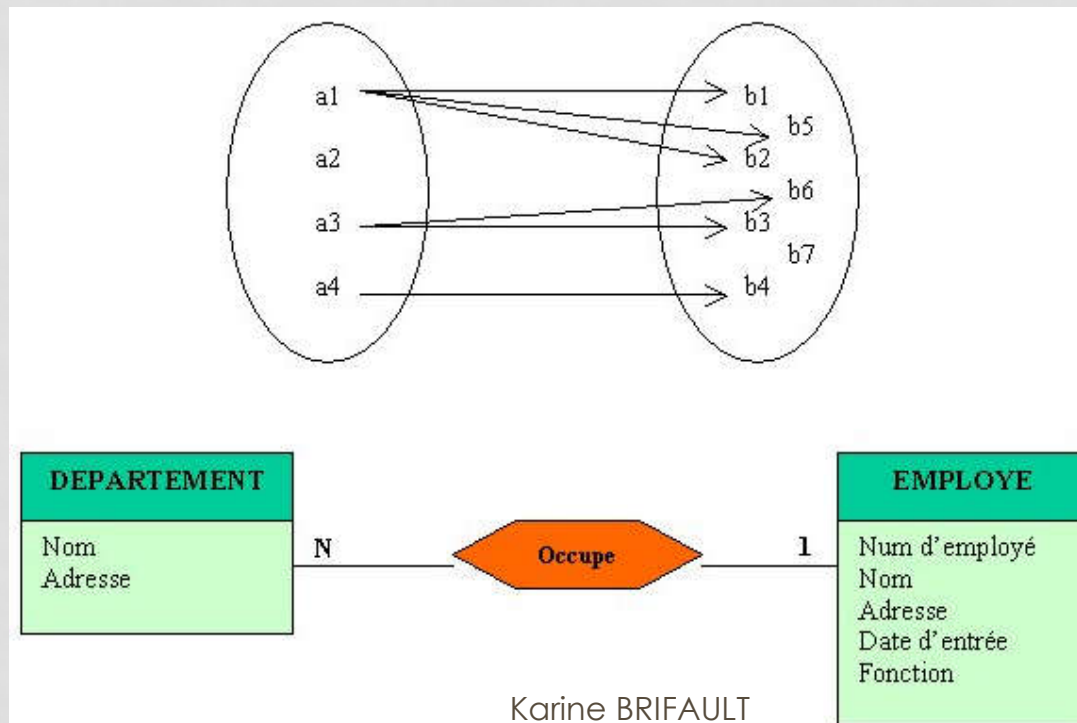 a1
a2
a3
a4
b1
b5
b2
b6
b3
b7
b4
DEPARTEMENT
Nom
Adresse
N
Occupe
1
EMPLOYE
Num d'employé
Nom
Adresse
Date d'entrée
Fonction
Karine BRIFAULT